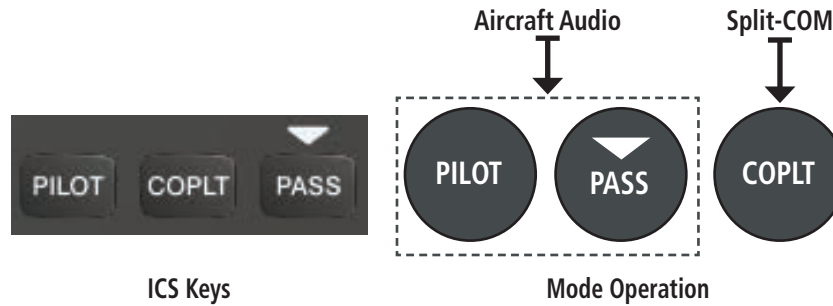 Aircraft Audio Split-COM
PILOT COPLT PASS
PILOT PASS COPLT
ICS Keys Mode Operation